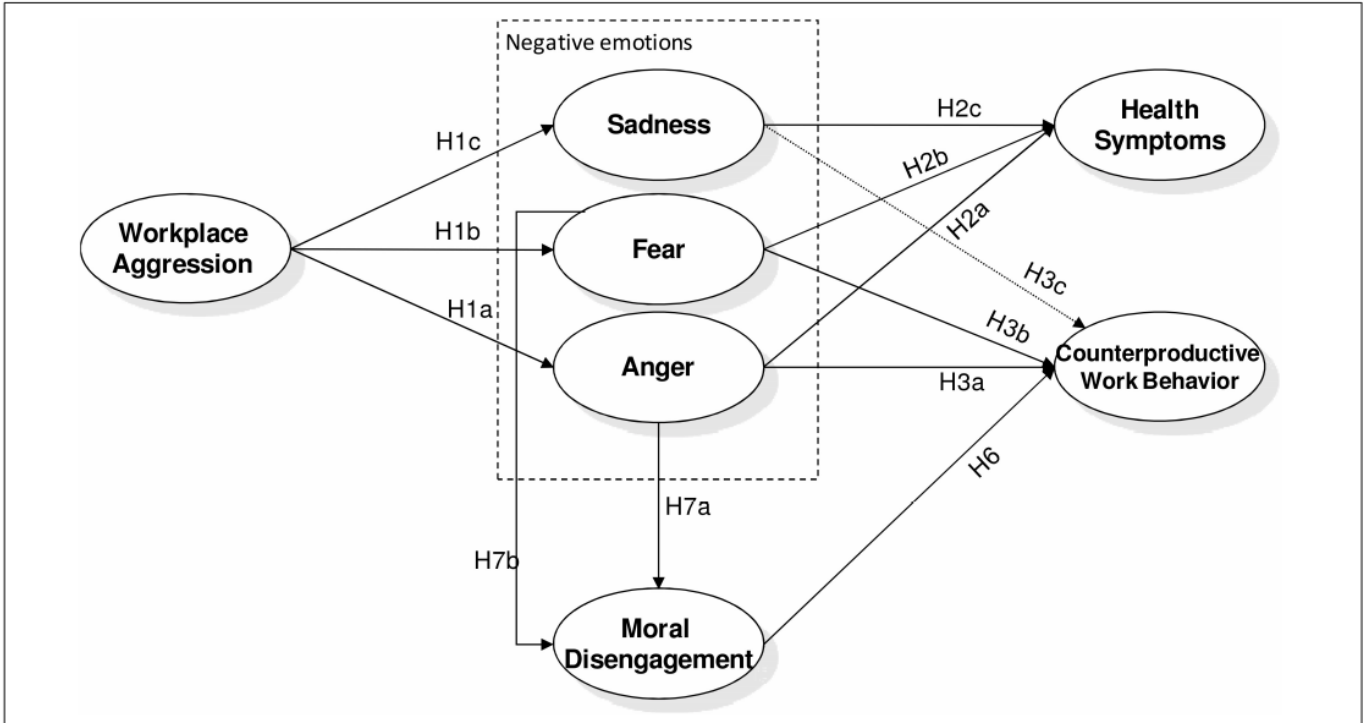 Negative emotions
Sadness
H2c
Health
Symptoms
H1c
H2b
Workplace
Aggression
H1b
Fear
H2a
H3c
H1a
Anger
H3b
Counterproductive
Work Behavior
H3a
H6
H7a
H7b
Moral
Disengagement